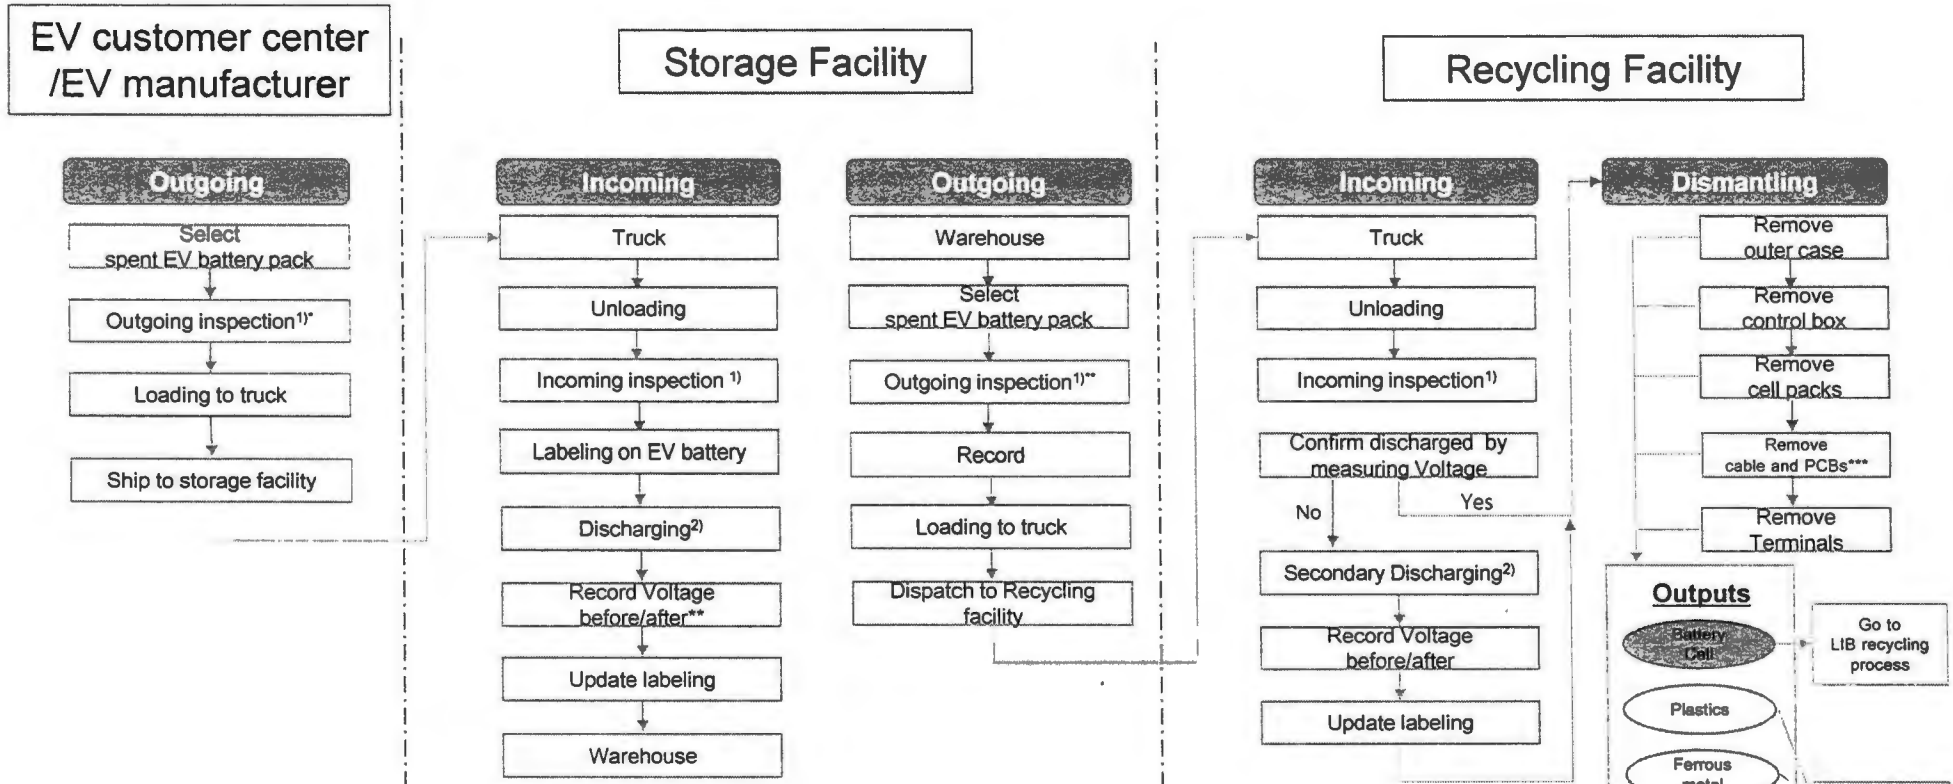 EV customer center
/EV manufacturer
Storage Facility
Recycling Facility
Outgoing
Select
spent EV battery pack
Outgoing inspection1)*
Loading to truck
Ship to storage facility
Incoming
Truck
Unloading
Incoming inspection 1)
Labeling on EV battery
Discharging2)
Record Voltage
before/after**
Update labeling
Warehouse
Outgoing
Warehouse
Select
spent EV battery pack
Outgoing inspection1)**
Record
Loading to truck
Dispatch to Recycling
facility
Incoming
Truck
Unloading
Incoming inspection1)
Confirm discharged by
measuring Voltage
No
Yes
Secondary Discharging2)
Record Voltage
before/after
Update labeling
Dismantling
Remove
outer case
Remove
control box
Remove
cell packs
Remove
cable and PCBs***
Remove
Terminals
Outputs
Battery
Cell
Go to
LIB recycling
process
Plastics
Ferrous
metal